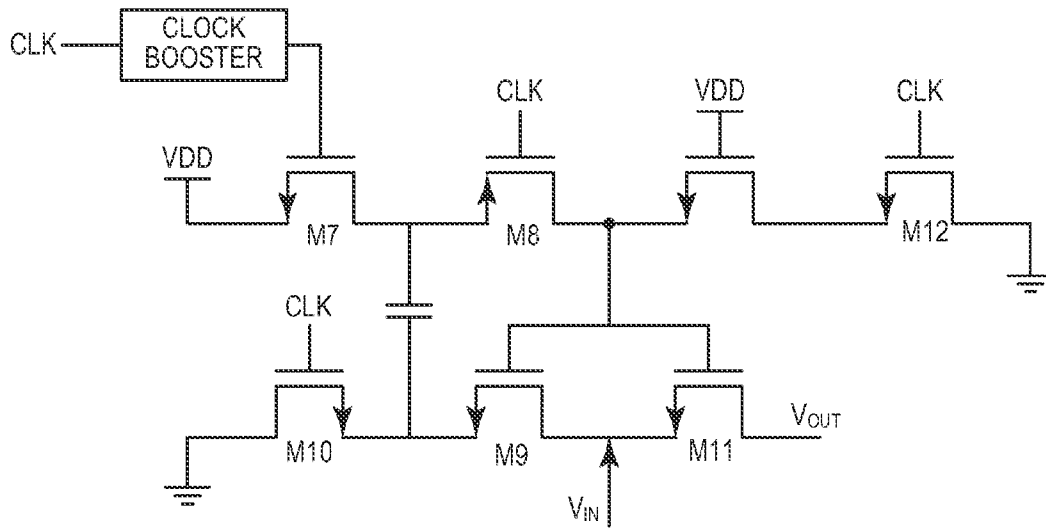 CLK
CLOCK
BOOSTER
CLK
VDD
CLK
VDD
M7
M8
M12
CLK
M10
M9
M11
VOUT
VIN